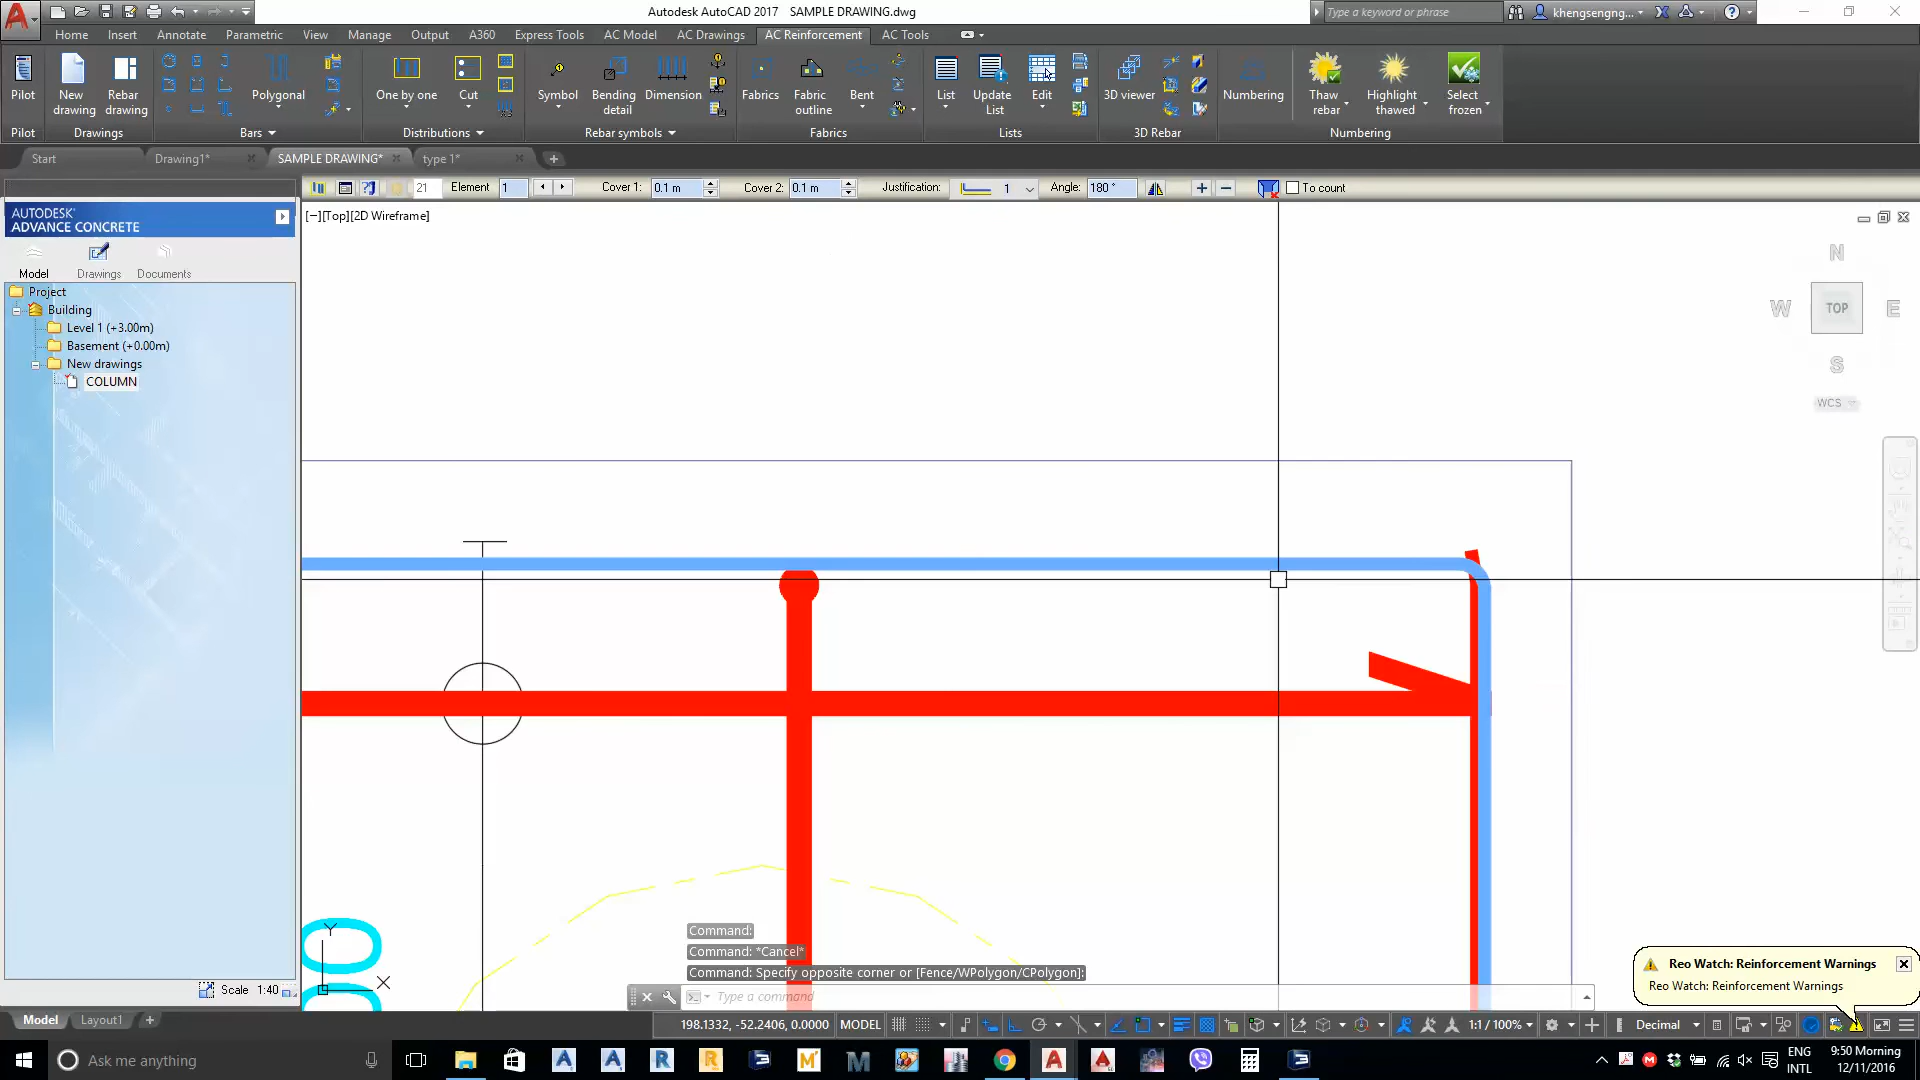 Autodesk AutoCAD 2017 SAMPLE DRAWING.dwg
Type a keyword or phrase
khengsengng...
Home Insert Annotate Parametric View Manage Output A360 Express Tools AC Model AC Drawings AC Reinforcement AC Tools
Pilot New drawing Rebar drawing Polygonal One by one Cut Symbol Bending detail Dimension Fabrics Fabric outline Bent List Update List Edit 3D viewer Numbering Thaw rebar Highlight thawed Select frozen
Pilot Drawings Bars Distributions Rebar symbols Fabrics Lists 3D Rebar Numbering
Start Drawing1* SAMPLE DRAWING* type 1*
21 Element 1 Cover 1: 0.1 m Cover 2: 0.1 m Justification: 1 Angle: 180 ° To count
AUTODESK®
ADVANCE CONCRETE
Model Drawings Documents
Project
Building
Level 1 (+3.00m)
Basement (+0.00m)
New drawings
COLUMN
Scale 1:40
[−][Top][2D Wireframe]
N
W TOP E
S
WCS
Y
X
00
Command:
Command: *Cancel*
Command: Specify opposite corner or [Fence/WPolygon/CPolygon]:
Type a command
Reo Watch: Reinforcement Warnings
Reo Watch: Reinforcement Warnings
Model Layout1
198.1332, -52.2406, 0.0000 MODEL 1:1 / 100% Decimal
Ask me anything
ENG
INTL
9:50 Morning
12/11/2016